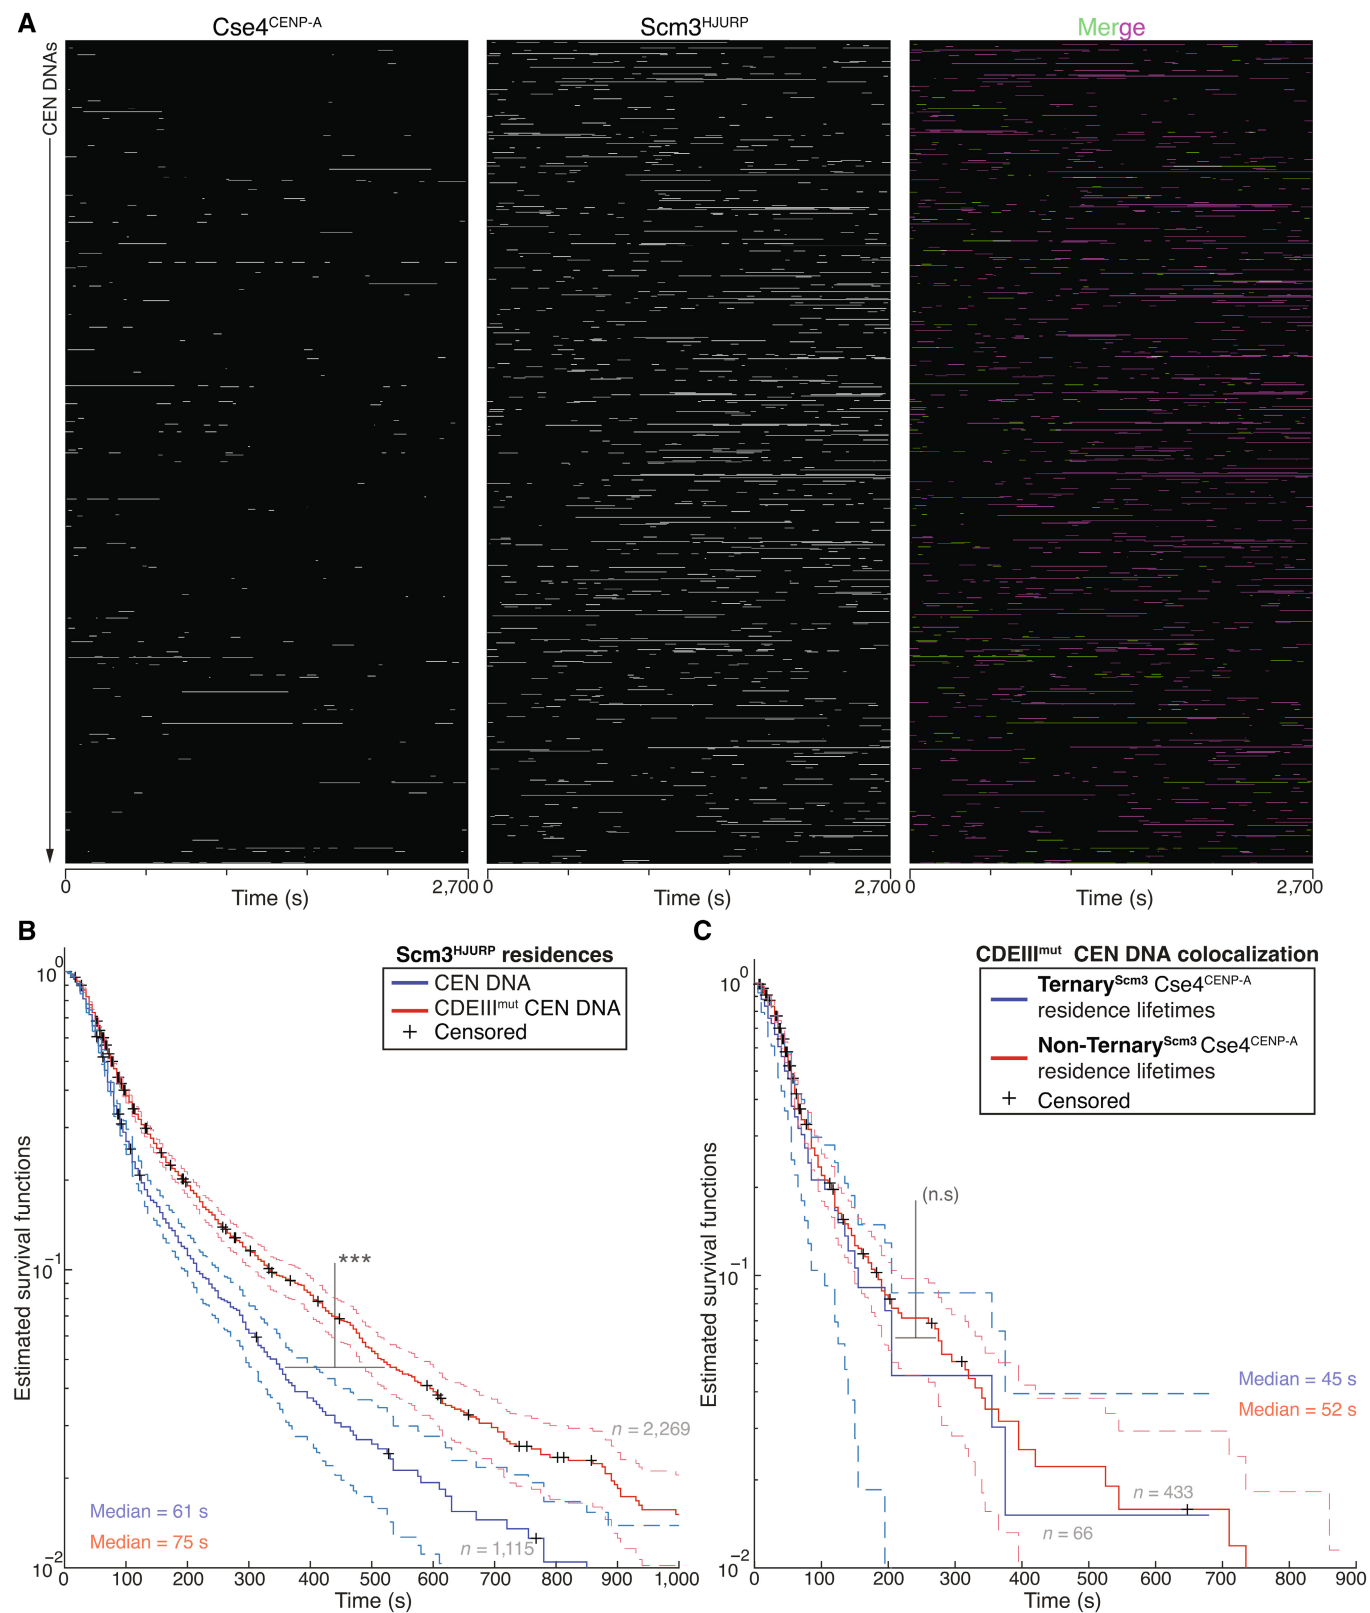 A
Cse4CENP-A
Scm3HJURP
Merge
CEN DNAs
0
2,700
0
2,700
0
2,700
Time (s)
Time (s)
Time (s)
B
Scm3HJURP residences
CEN DNA
CDEIIImut CEN DNA
Censored
Estimated survival functions
100
10−1
10−2
***
n = 2,269
n = 1,115
Median = 61 s
Median = 75 s
0 100 200 300 400 500 600 700 800 900 1,000
Time (s)
C
CDEIIImut CEN DNA colocalization
TernaryScm3 Cse4CENP-A
residence lifetimes
Non-TernaryScm3 Cse4CENP-A
residence lifetimes
Censored
Estimated survival functions
100
10−1
10−2
(n.s)
Median = 45 s
Median = 52 s
n = 433
n = 66
0 100 200 300 400 500 600 700 800 900
Time (s)